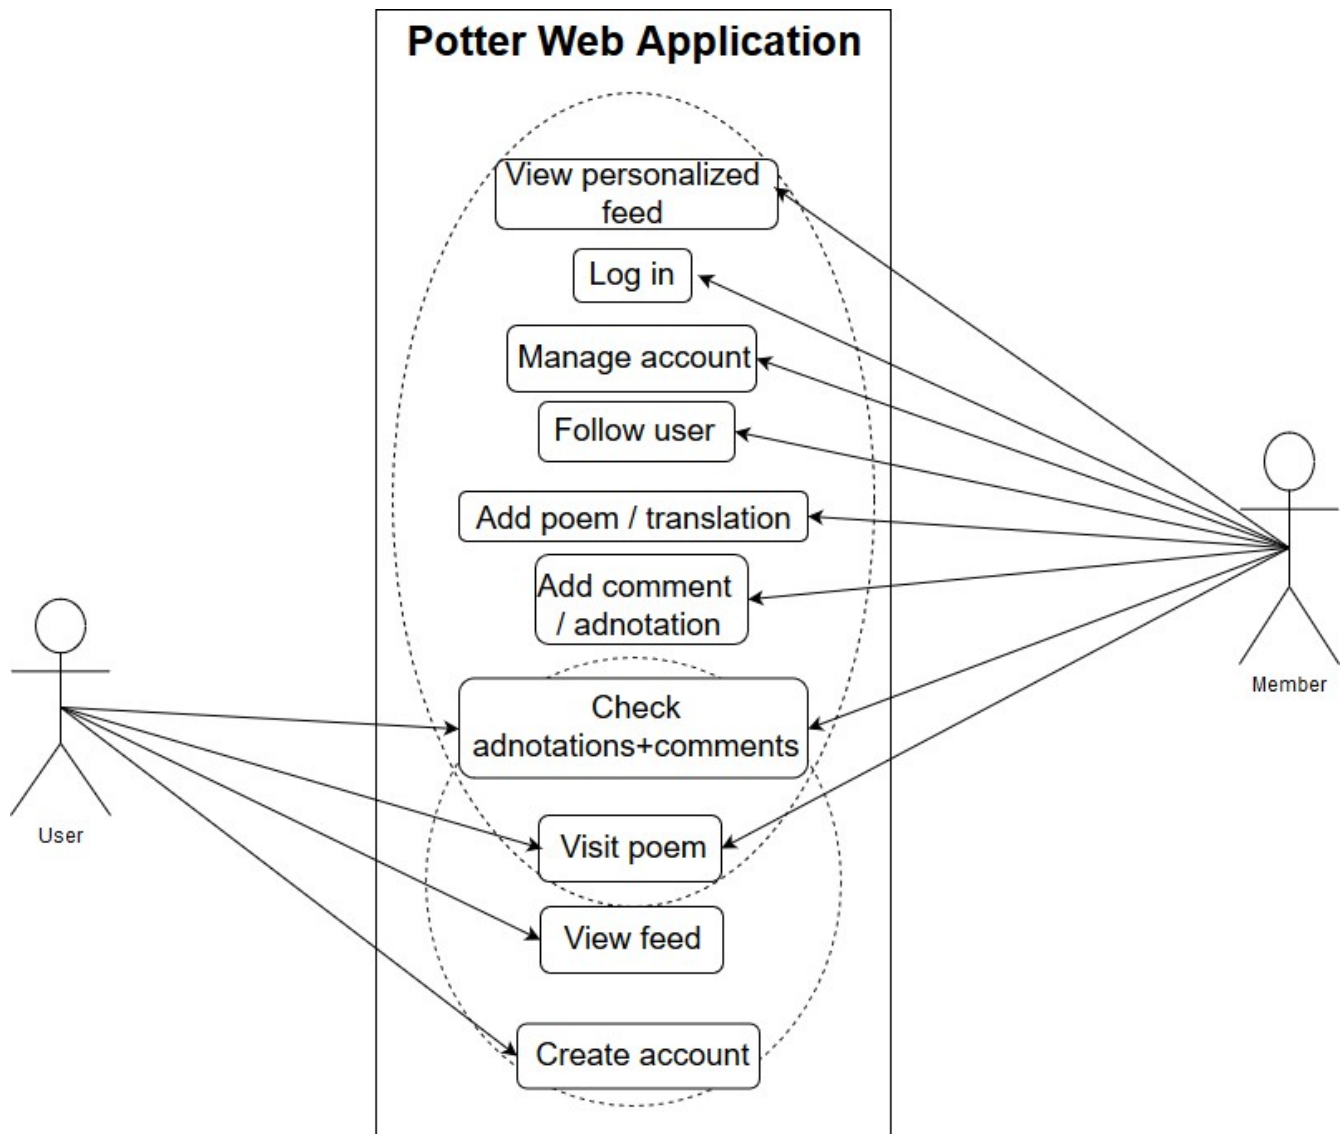 Potter Web Application
View personalized
feed
Log in
Manage account
Follow user
Add poem / translation
Add comment
/ adnotation
Member
Check
adnotations+comments
User
Visit poem
View feed
Create account